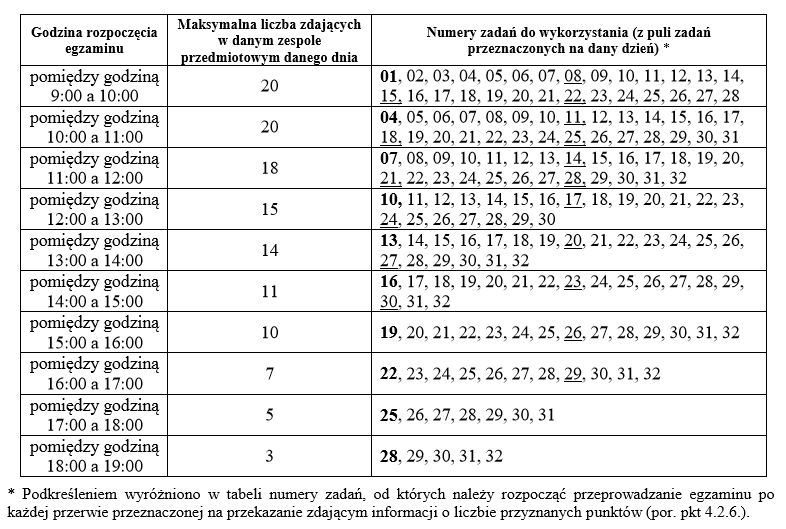 Godzina rozpoczęcia egzaminu
Maksymalna liczba zdających w danym zespole przedmiotowym danego dnia
Numery zadań do wykorzystania (z puli zadań przeznaczonych na dany dzień) *
pomiędzy godziną
9:00 a 10:00
20
01, 02, 03, 04, 05, 06, 07, 08, 09, 10, 11, 12, 13, 14,
15, 16, 17, 18, 19, 20, 21, 22, 23, 24, 25, 26, 27, 28
pomiędzy godziną
10:00 a 11:00
20
04, 05, 06, 07, 08, 09, 10, 11, 12, 13, 14, 15, 16, 17,
18, 19, 20, 21, 22, 23, 24, 25, 26, 27, 28, 29, 30, 31
pomiędzy godziną
11:00 a 12:00
18
07, 08, 09, 10, 11, 12, 13, 14, 15, 16, 17, 18, 19, 20,
21, 22, 23, 24, 25, 26, 27, 28, 29, 30, 31, 32
pomiędzy godziną
12:00 a 13:00
15
10, 11, 12, 13, 14, 15, 16, 17, 18, 19, 20, 21, 22, 23,
24, 25, 26, 27, 28, 29, 30
pomiędzy godziną
13:00 a 14:00
14
13, 14, 15, 16, 17, 18, 19, 20, 21, 22, 23, 24, 25, 26,
27, 28, 29, 30, 31, 32
pomiędzy godziną
14:00 a 15:00
11
16, 17, 18, 19, 20, 21, 22, 23, 24, 25, 26, 27, 28, 29,
30, 31, 32
pomiędzy godziną
15:00 a 16:00
10
19, 20, 21, 22, 23, 24, 25, 26, 27, 28, 29, 30, 31, 32
pomiędzy godziną
16:00 a 17:00
7
22, 23, 24, 25, 26, 27, 28, 29, 30, 31, 32
pomiędzy godziną
17:00 a 18:00
5
25, 26, 27, 28, 29, 30, 31
pomiędzy godziną
18:00 a 19:00
3
28, 29, 30, 31, 32
* Podkreśleniem wyróżniono w tabeli numery zadań, od których należy rozpocząć przeprowadzanie egzaminu po
każdej przerwie przeznaczonej na przekazanie zdającym informacji o liczbie przyznanych punktów (por. pkt 4.2.6.).